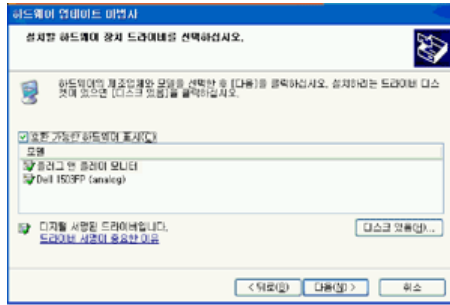 하드웨어 업데이트 마법사
설치할 하드웨어 장치 드라이버를 선택하십시오.
하드웨어의 제조업체와 모델을 선택한 후 [다음]을 클릭하십시오. 설치하려는 드라이버 디스
켓이 있으면 [디스크 있음]을 클릭하십시오.
호환 가능한 하드웨어 표시(C)
모델
플러그 앤 플레이 모니터
Dell 1503FP (analog)
디지털 서명된 드라이버입니다.
드라이버 서명이 중요한 이유
디스크 있음(H)...
< 뒤로(B)
다음(N) >
취소